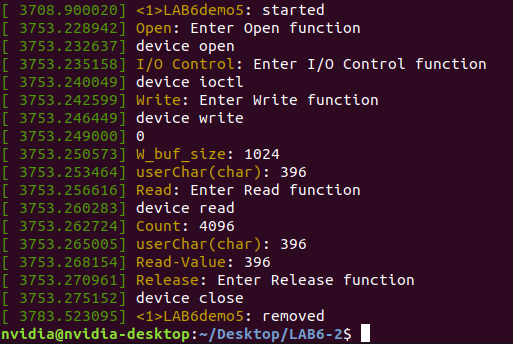 [ 3708.900020] <1>LAB6demo5: started
[ 3753.228942] Open: Enter Open function
[ 3753.232637] device open
[ 3753.235158] I/O Control: Enter I/O Control function
[ 3753.240049] device ioctl
[ 3753.242599] Write: Enter Write function
[ 3753.246449] device write
[ 3753.249000] 0
[ 3753.250573] W_buf_size: 1024
[ 3753.253464] userChar(char): 396
[ 3753.256616] Read: Enter Read function
[ 3753.260283] device read
[ 3753.262724] Count: 4096
[ 3753.265005] userChar(char): 396
[ 3753.268154] Read-Value: 396
[ 3753.270961] Release: Enter Release function
[ 3753.275152] device close
[ 3783.523095] <1>LAB6demo5: removed
nvidia@nvidia-desktop:~/Desktop/LAB6-2$